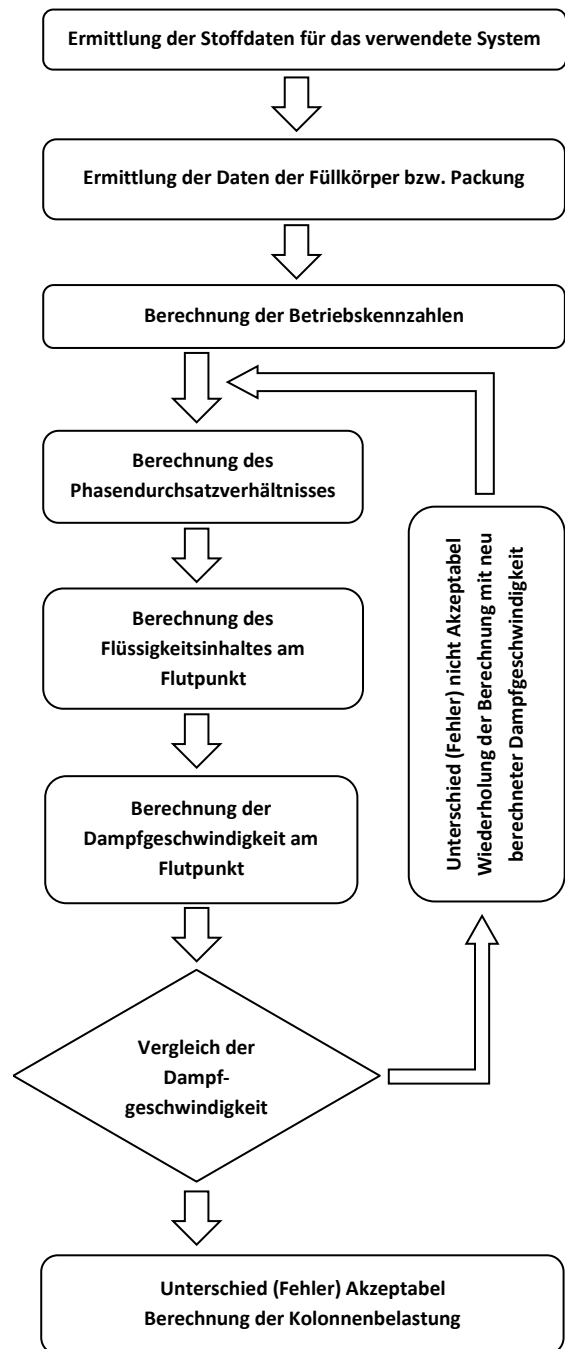 Ermittlung der Stoffdaten für das verwendete System
Ermittlung der Daten der Füllkörper bzw. Packung
Berechnung der Betriebskennzahlen
Berechnung des
Phasendurchsatzverhältnisses
Berechnung des
Flüssigkeitsinhaltes am
Flutpunkt
Berechnung der
Dampfgeschwindigkeit am
Flutpunkt
Vergleich der
Dampf-
geschwindigkeit
Unterschied (Fehler) nicht Akzeptabel
Wiederholung der Berechnung mit neu
berechneter Dampfgeschwindigkeit
Unterschied (Fehler) Akzeptabel
Berechnung der Kolonnenbelastung